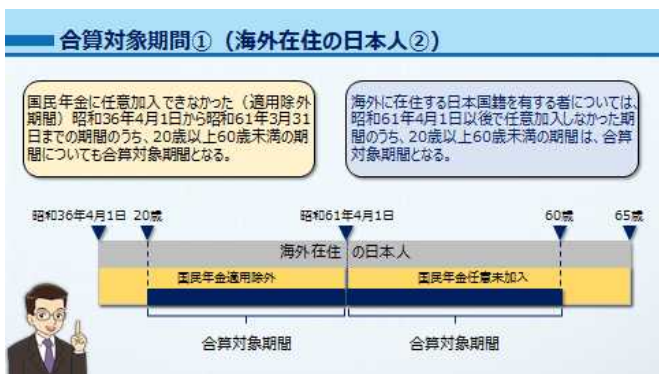 合算対象期間①（海外在住の日本人②）
国民年金に任意加入できなかった（適用除外
期間）昭和36年4月1日から昭和61年3月31
日までの期間のうち、20歳以上60歳未満の期
間についても合算対象期間となる。
海外に在住する日本国籍を有する者については、
昭和61年4月1日以後で任意加入しなかった期
間のうち、20歳以上60歳未満の期間は、合算
対象期間となる。
昭和36年4月1日 20歳 昭和61年4月1日 60歳 65歳
海外在住 の日本人
国民年金適用除外 国民年金任意未加入
合算対象期間 合算対象期間